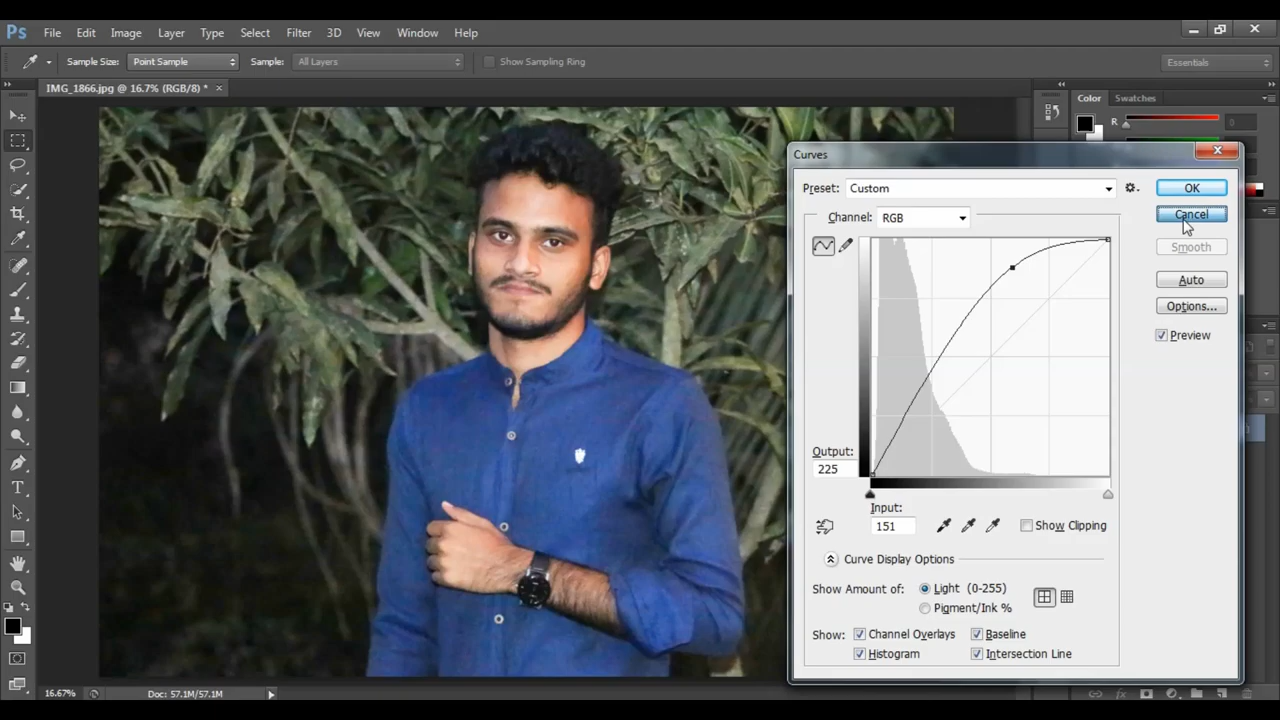 Ps File Edit Image Layer Type Select Filter 3D View Window Help
Sample Size: Point Sample Sample: All Layers Show Sampling Ring Essentials
IMG_1866.jpg @ 16.7% (RGB/8) * ×
Color Swatches
R 0
Curves
Preset: Custom OK
Channel: RGB Cancel
Smooth
Auto
Options...
Preview
Output:
225
Input:
151 Show Clipping
Curve Display Options
Show Amount of: Light (0-255)
Pigment/Ink %
Show: Channel Overlays Baseline
Histogram Intersection Line
16.67% Doc: 57.1M/57.1M